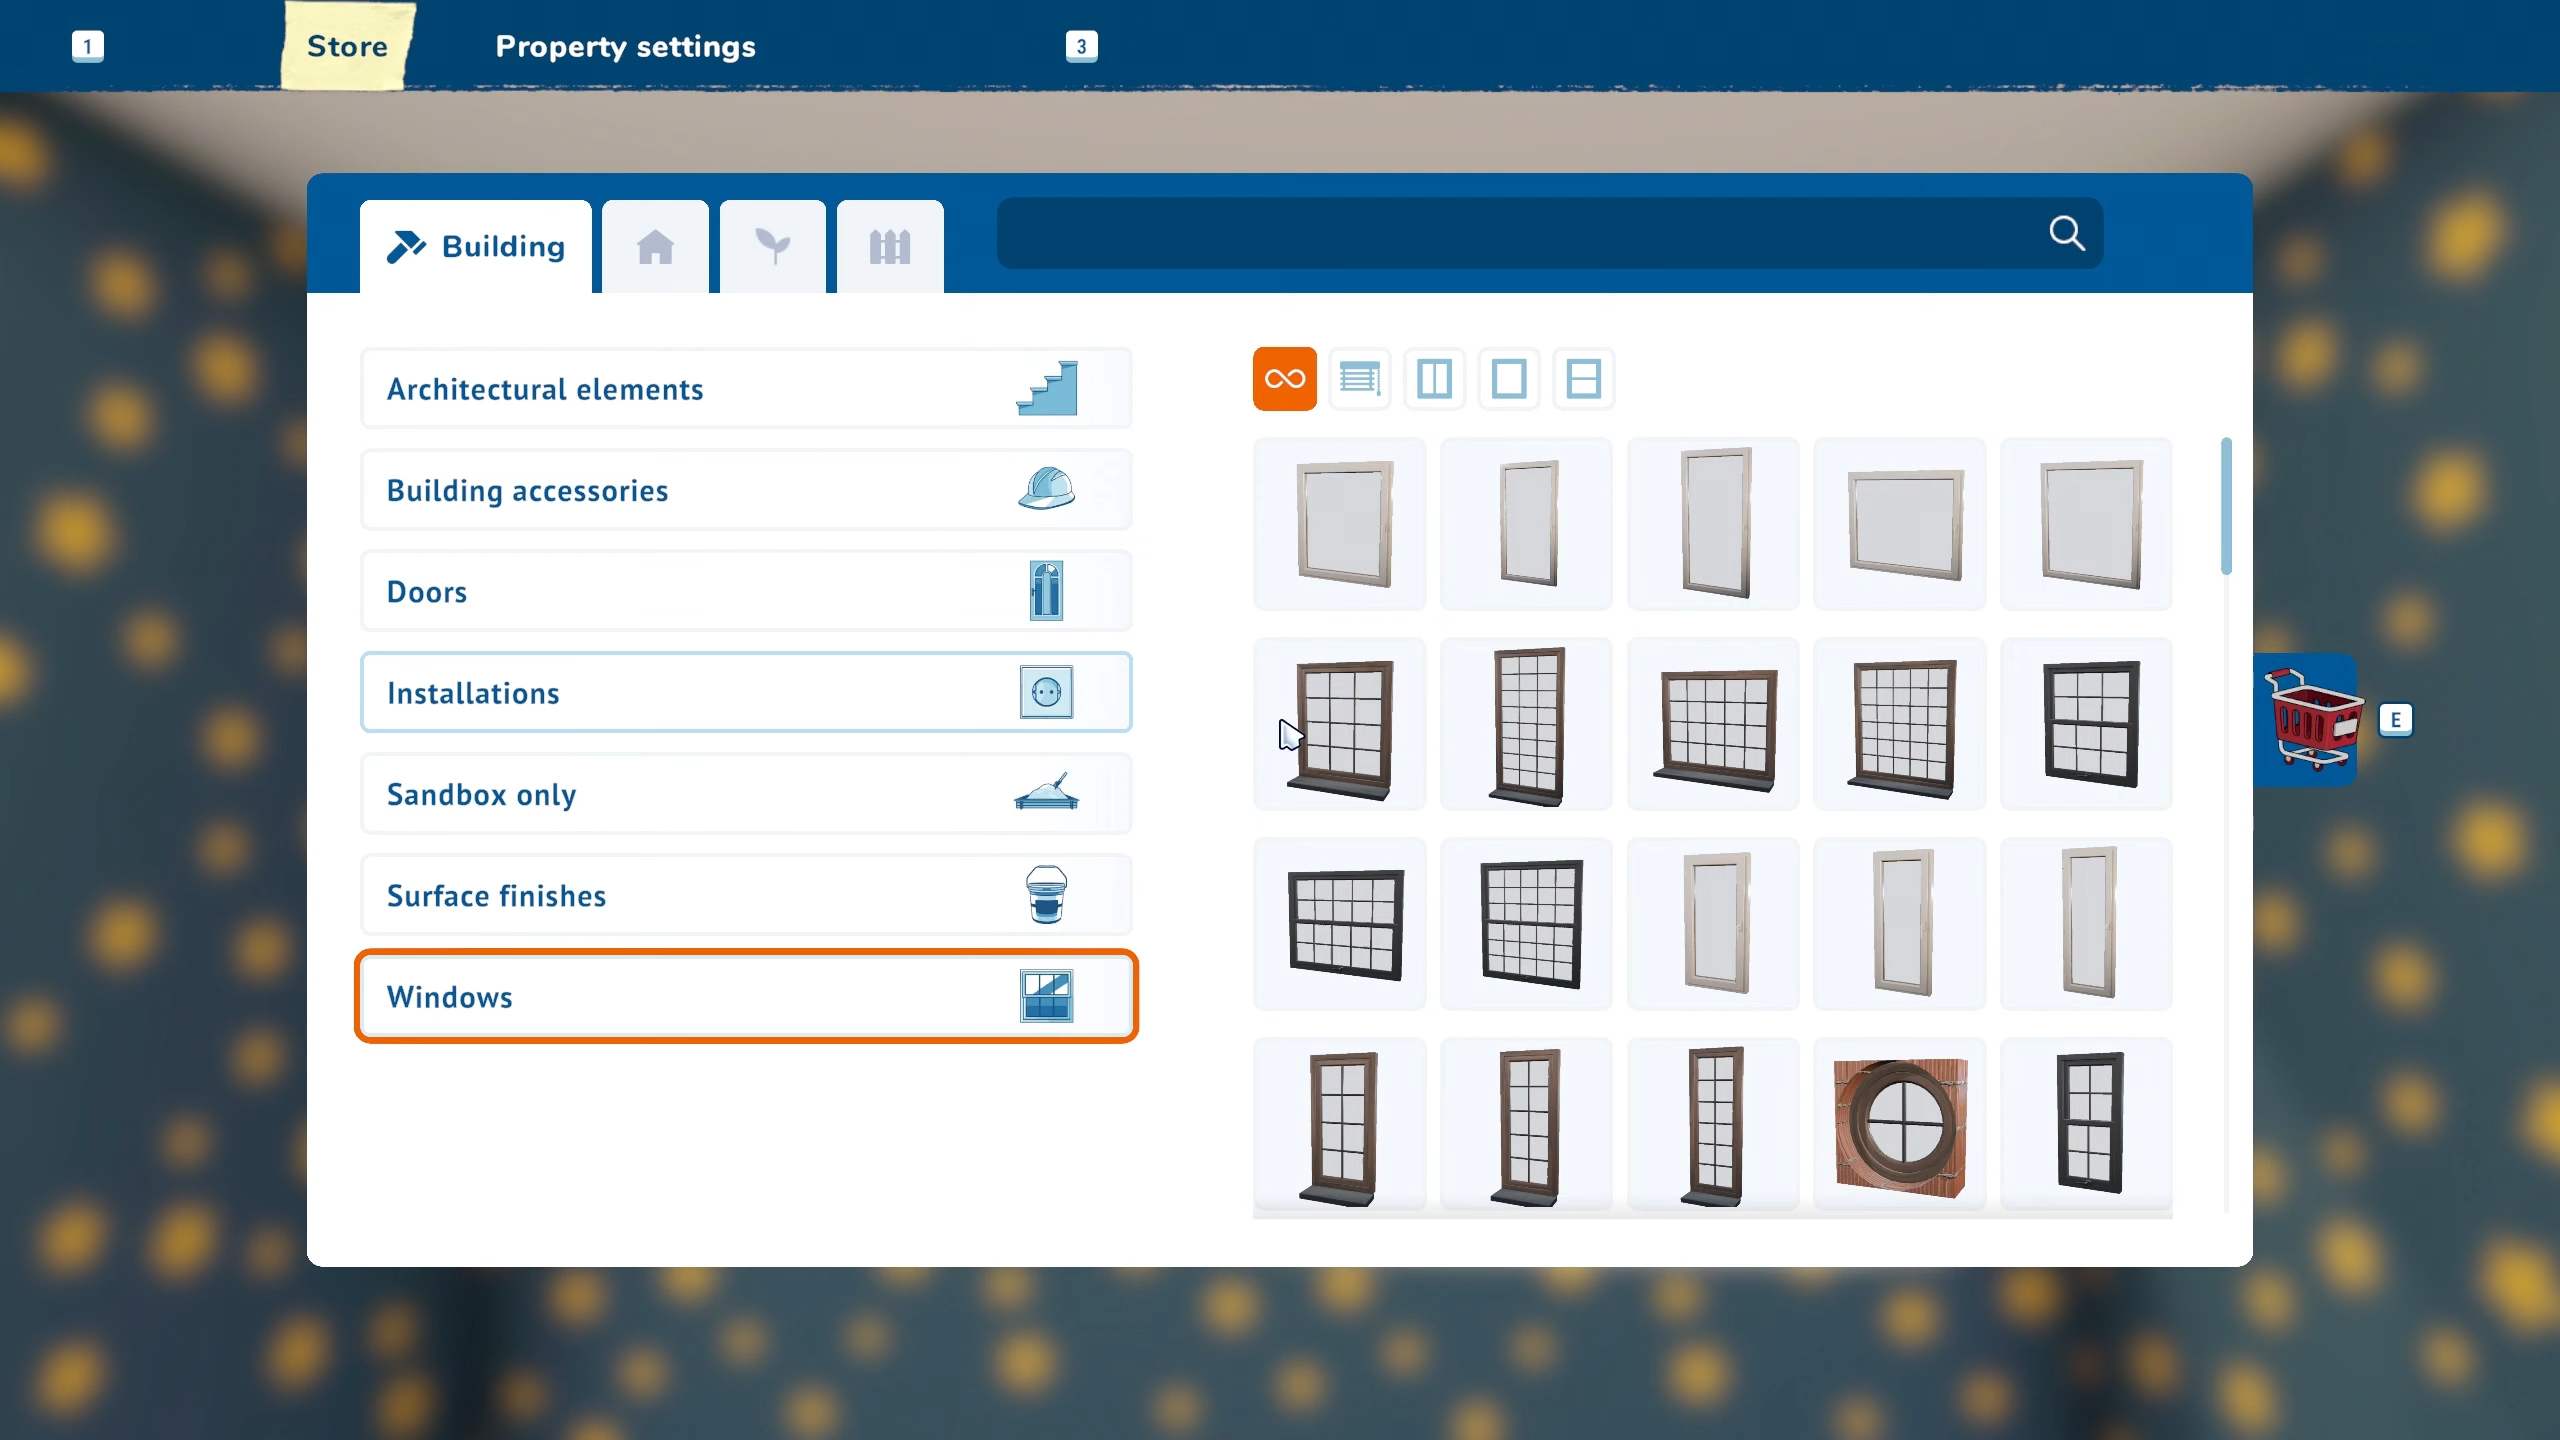 1
Store
Property settings
3
Building
Architectural elements
Building accessories
Doors
Installations
Sandbox only
Surface finishes
Windows
E